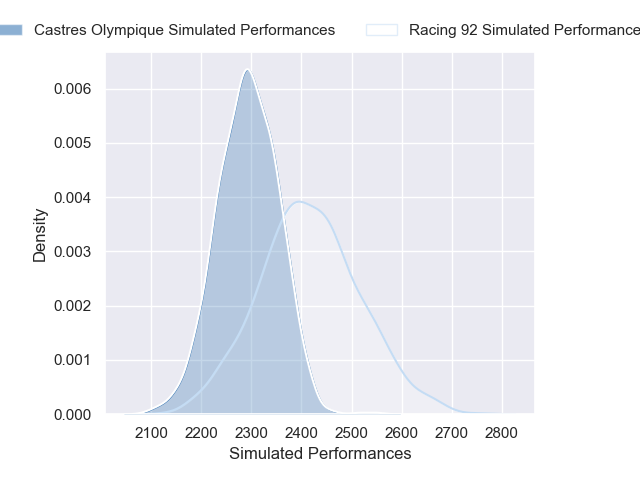 Castres Olympique Simulated Performances
Racing 92 Simulated Performance
0.006
0.005
0.004
0.003
0.002
0.001
0.000
Density
2100 2200 2300 2400 2500 2600 2700 2800
Simulated Performances